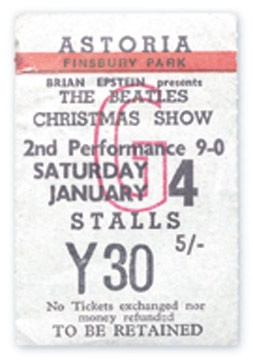 ASTORIA
FINSBURY PARK
BRIAN EPSTEIN presents
THE BEATLES
CHRISTMAS SHOW
2nd Performance 9-0
G
SATURDAY
JANUARY 4
STALLS
5/-
Y 30
No Tickets exchanged nor
money refunded
TO BE RETAINED